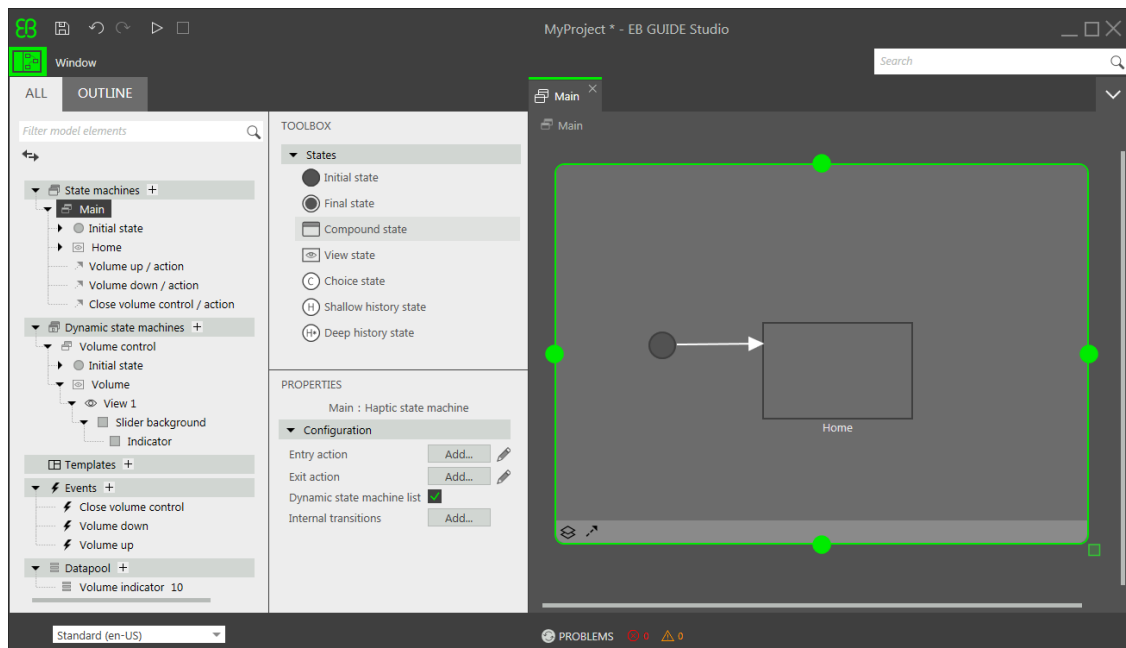 EB
MyProject * - EB GUIDE Studio
Window
Search
ALL
OUTLINE
Filter model elements
State machines +
Main
Initial state
Home
Volume up / action
Volume down / action
Close volume control / action
Dynamic state machines +
Volume control
Initial state
Volume
View 1
Slider background
Indicator
Templates +
Events +
Close volume control
Volume down
Volume up
Datapool +
Volume indicator 10
TOOLBOX
States
Initial state
Final state
Compound state
View state
C Choice state
H Shallow history state
H* Deep history state
PROPERTIES
Main : Haptic state machine
Configuration
Entry action Add...
Exit action Add...
Dynamic state machine list
Internal transitions Add...
Main
Main
Home
Standard (en-US)
PROBLEMS 0 0